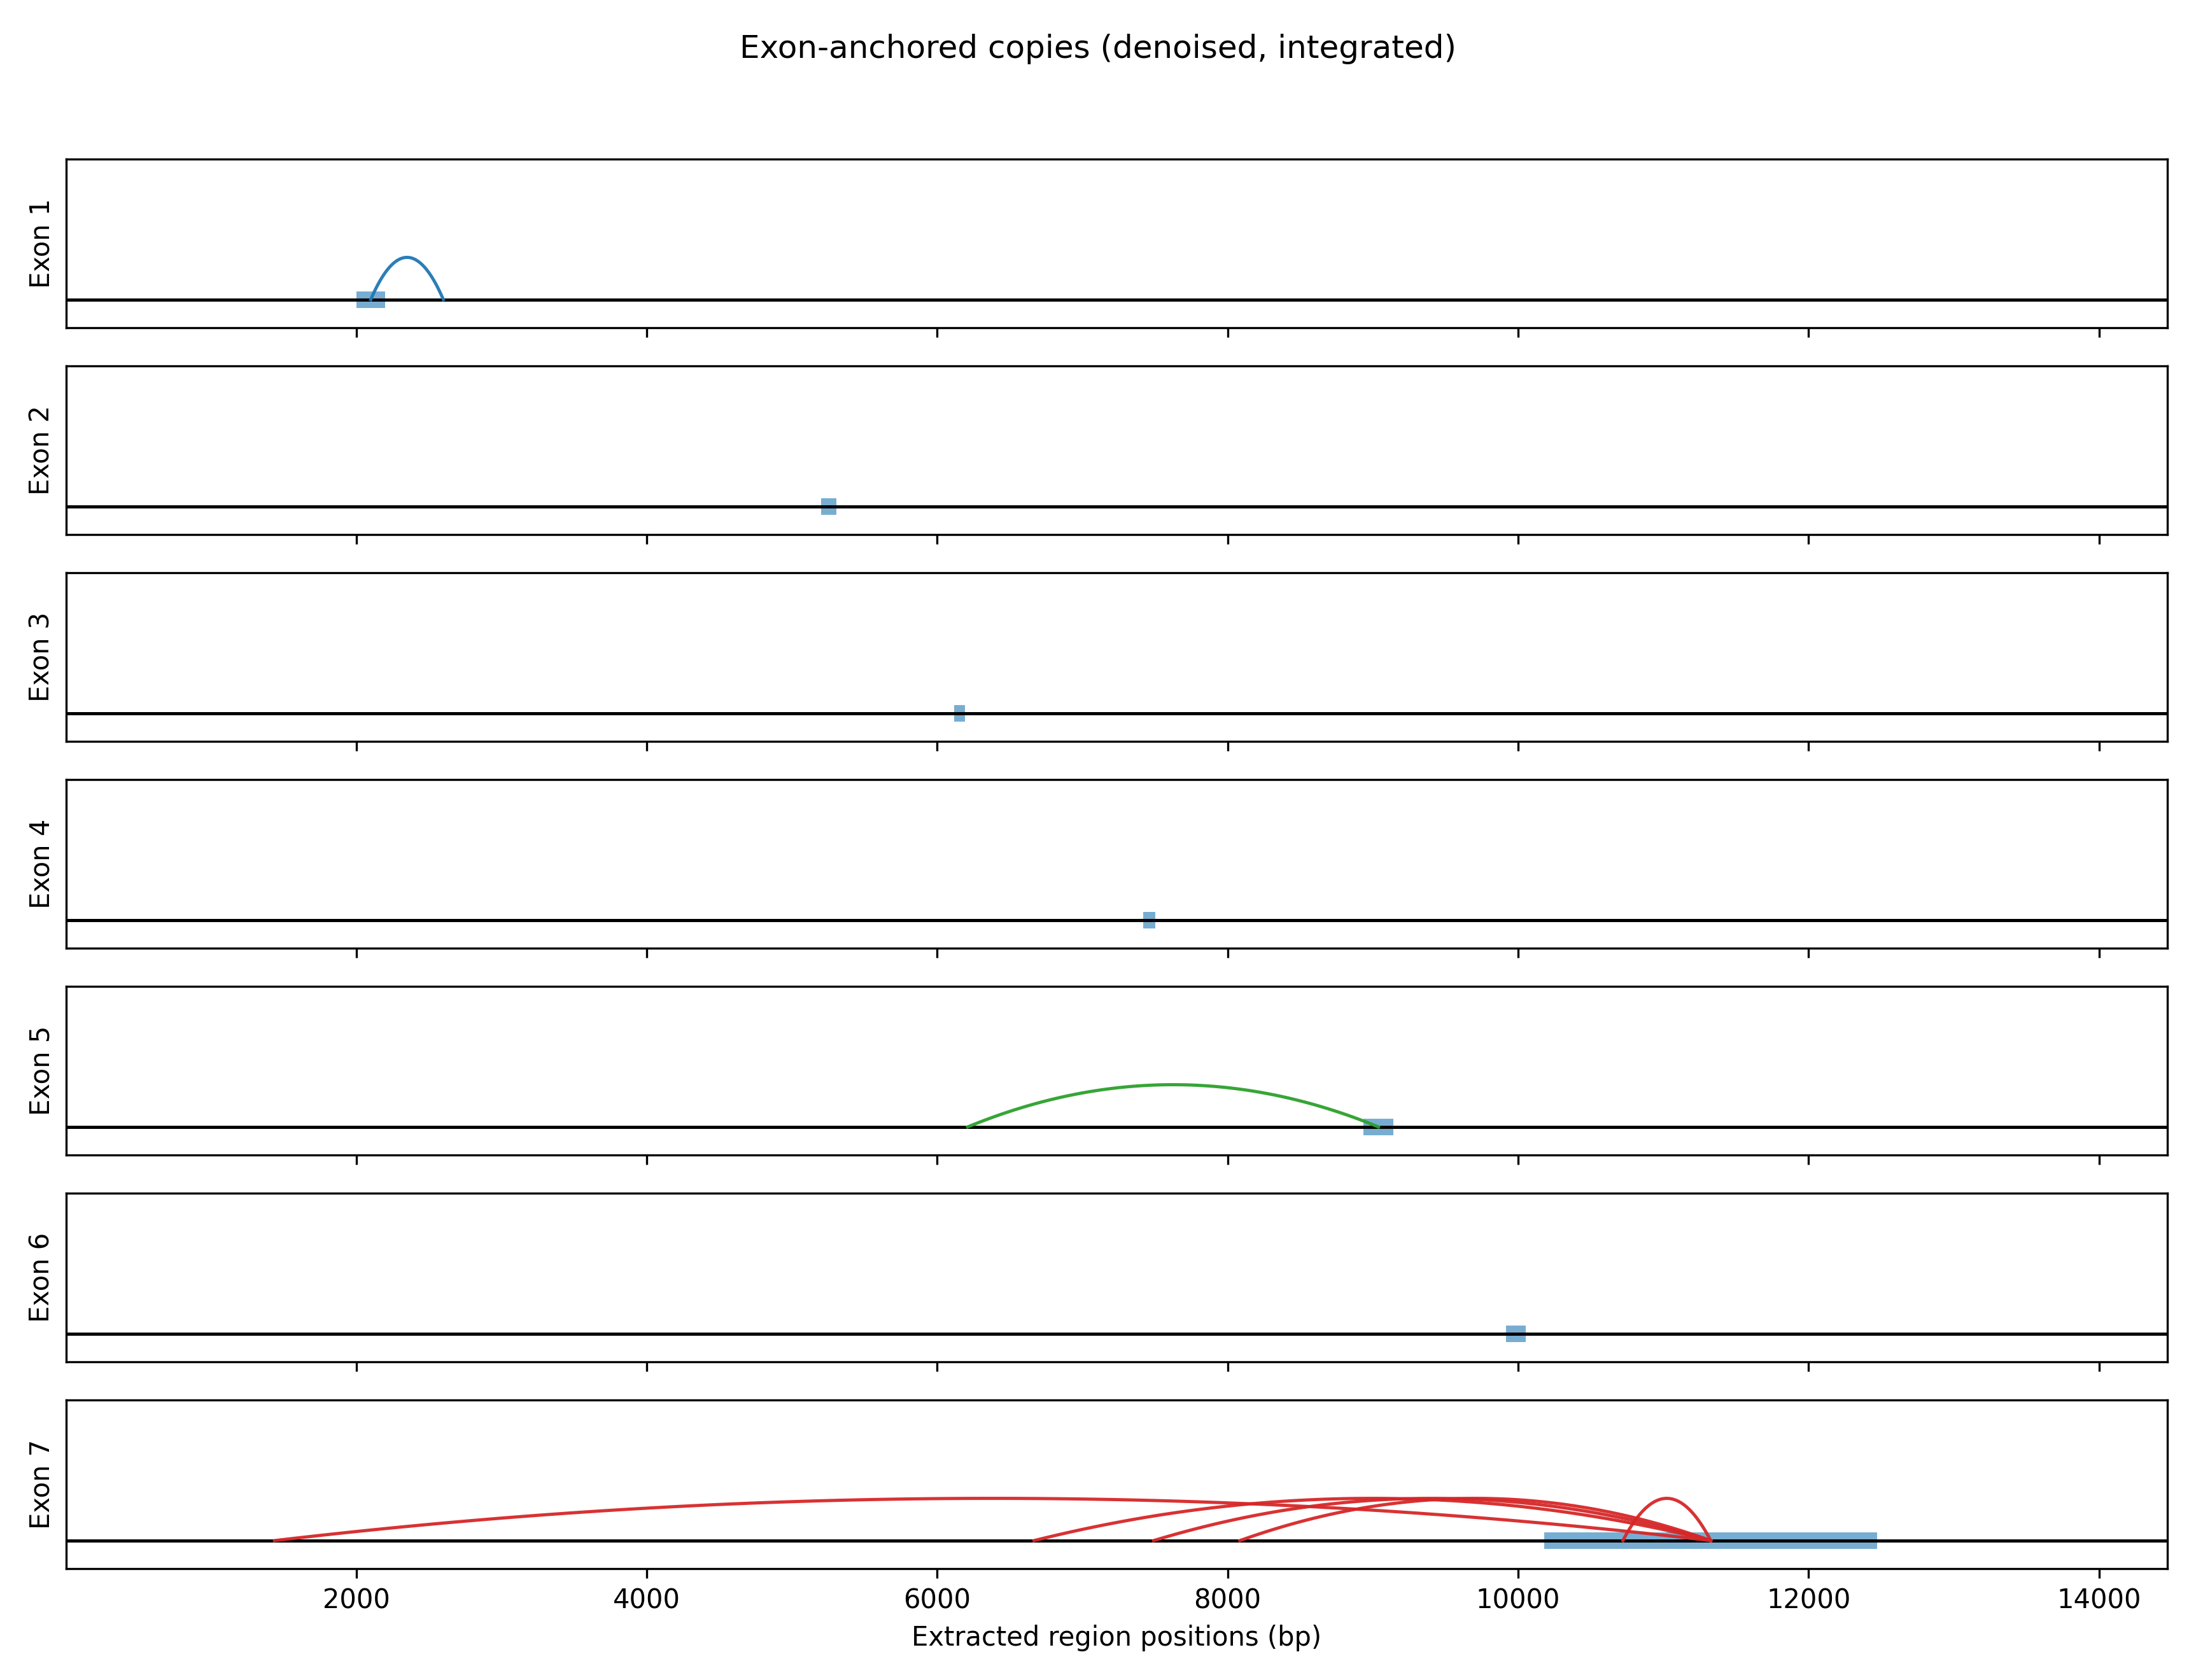 Exon-anchored copies (denoised, integrated)
Exon 1
Exon 2
Exon 3
Exon 4
Exon 5
Exon 6
Exon 7
2000 4000 6000 8000 10000 12000 14000
Extracted region positions (bp)